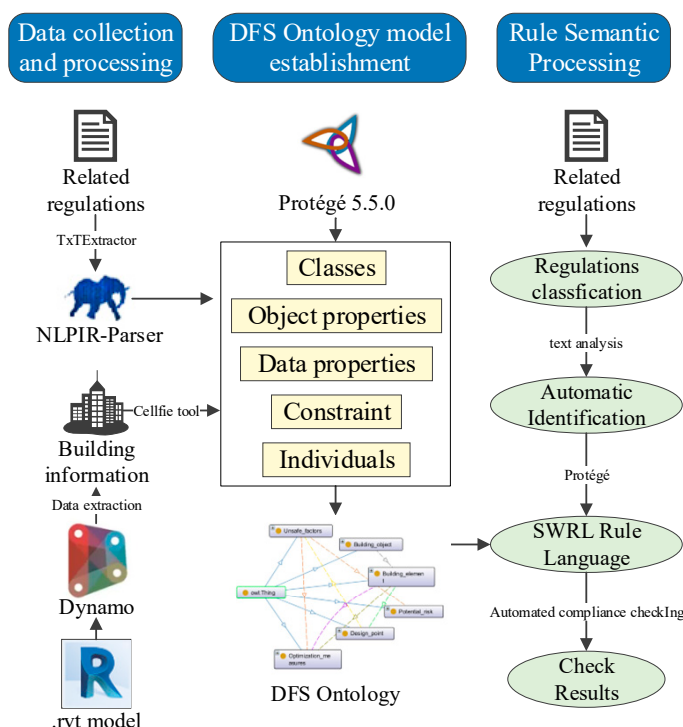 Data collection
and processing
DFS Ontology model
establishment
Rule Semantic
Processing
Related
regulations
TxTExtractor
NLPIR-Parser
Cellfie tool
Building
information
Data extraction
Dynamo
R
.rvt model
Protégé 5.5.0
Classes
Object properties
Data properties
Constraint
Individuals
Unsafe_factors
Building_object
Building_elemen
t
owl:Thing
Potential_risk
Design_point
Optimization_me
asures
DFS Ontology
Related
regulations
Regulations
classfication
text analysis
Automatic
Identification
Protégé
SWRL Rule
Language
Automated compliance checkIng
Check
Results